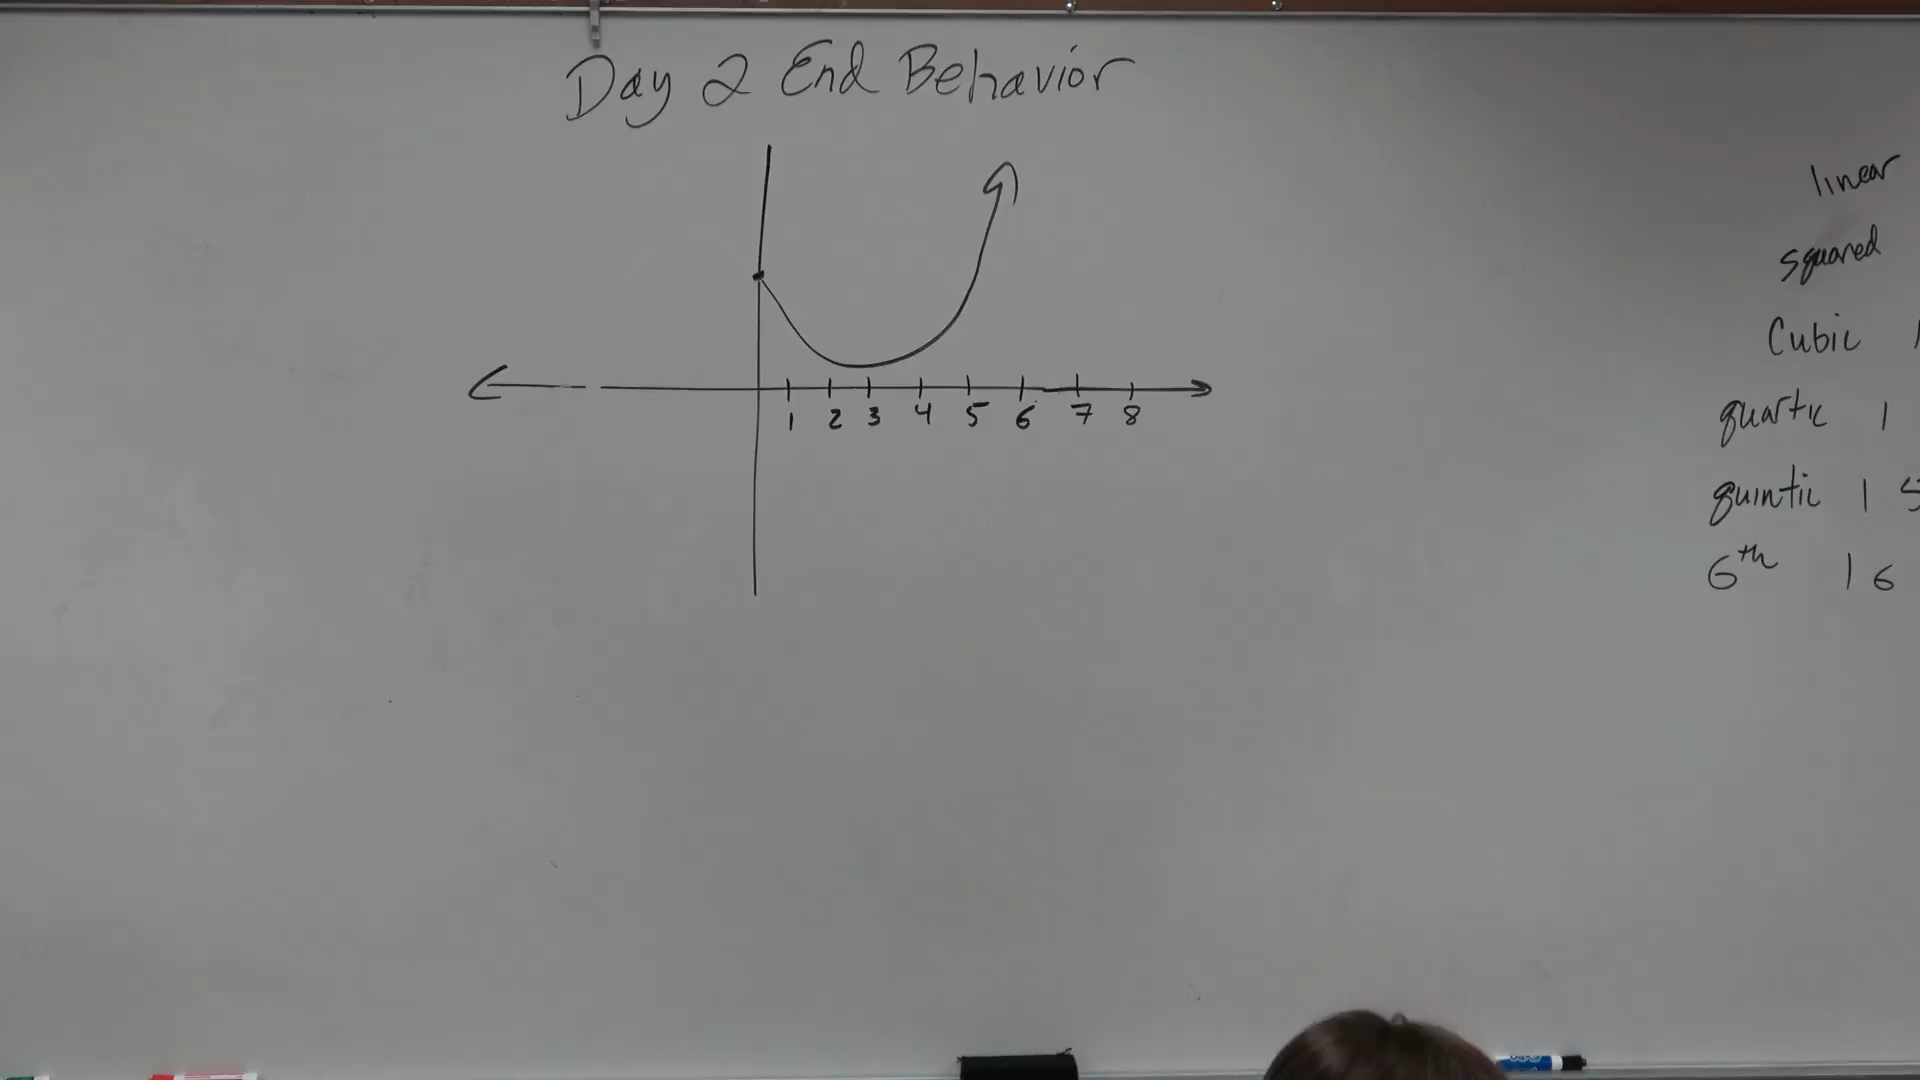 Day 2 End Behavior
1 2 3 4 5 6 7 8
linear
squared
Cubic 1
quartic 1
quintic 1 5
6th 1 6